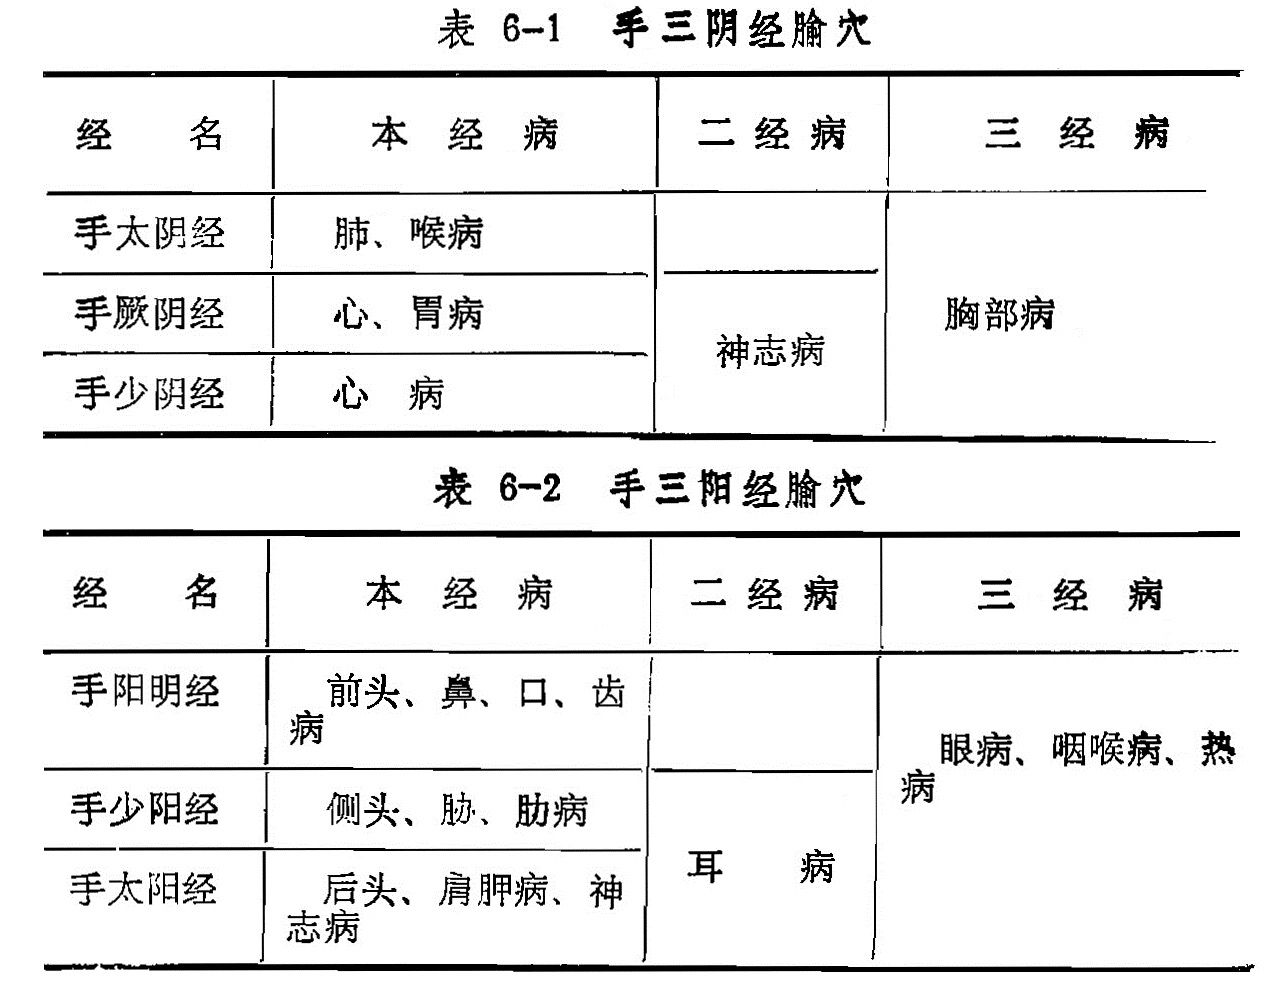 表 6-1 手三阴经腧穴
经 名 本 经 病 二 经 病 三 经 病
手太阴经 肺、喉病
手厥阴经 心、胃病 胸部病
神志病
手少阴经 心 病
表 6-2 手三阳经腧穴
经 名 本 经 病 二 经 病 三 经 病
手阳明经 前头、鼻、口、齿
病
眼病、咽喉病、热
病
手少阳经 侧头、胁、肋病
耳 病
手太阳经 后头、肩胛病、神
志病